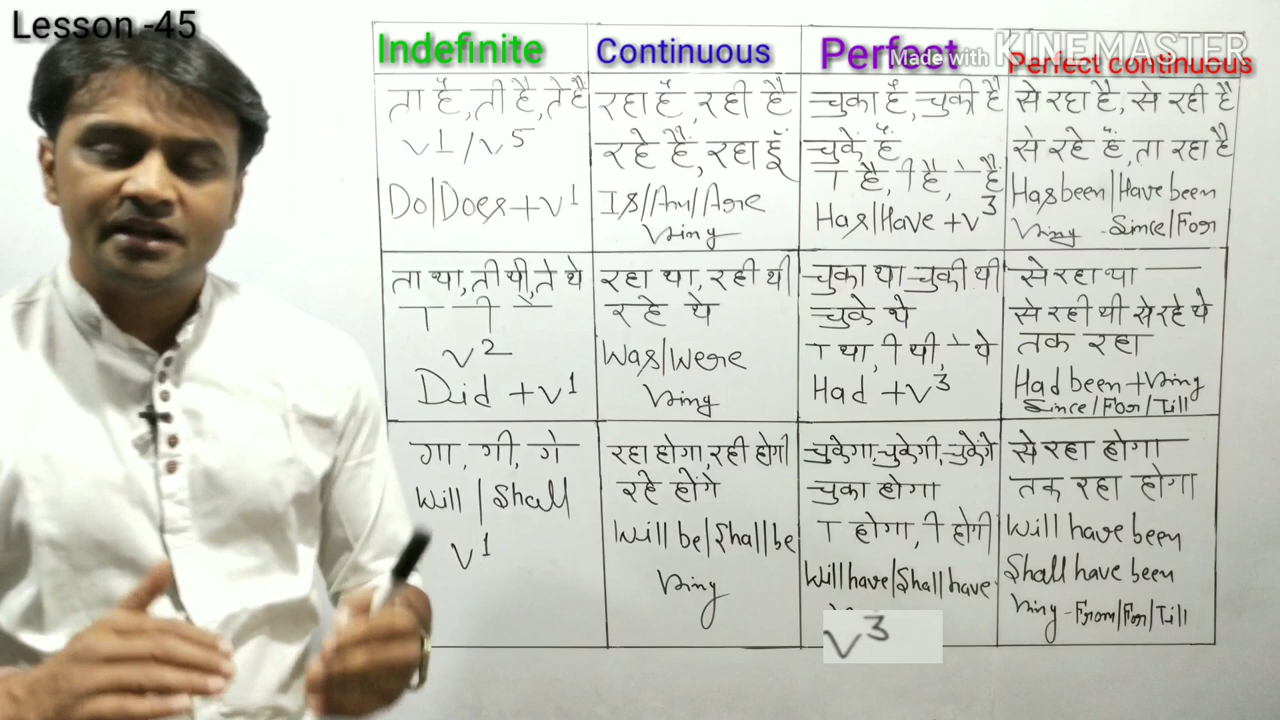 Lesson -45
Indefinite
Continuous
Perfect
Made with KINEMASTER
Perfect continuous
ता है, ती है, ते हैं
V1/V5
Do/Does+V1
रहा है, रही है
रहे हैं, रहा हूँ
Is/Am/Are
Ving
चुका है, चुकी है
चुकें हैं
ा है, ी है, े हैं
Has/Have +V3
से रहा है, से रही है
से रहे हैं, ता रहा है
Has been/Have been
Ving - Since/For
ता था, ती थी, ते थे
ा ी े
V2
Did +V1
रहा था, रही थी
रहे थे
Was/Were
Ving
चुका था चुकी थी
चुके थे
ा था, ी थी, े थे
Had +V3
से रहा था
से रही थी से रहे थे
तक रहा
Had been +Ving
Since/For/Till
गा, गी, गे
Will/Shall
V1
रहा होगा, रही होगी
रहे होंगे
Will be/Shall be
Ving
चुकेगा, चुकेगी, चुकेंगे
चुका होगा
ा होगा, ी होगी
Will have/Shall have
V3
से रहा होगा
तक रहा होगा
Will have been
Shall have been
Ving - From/For/Till